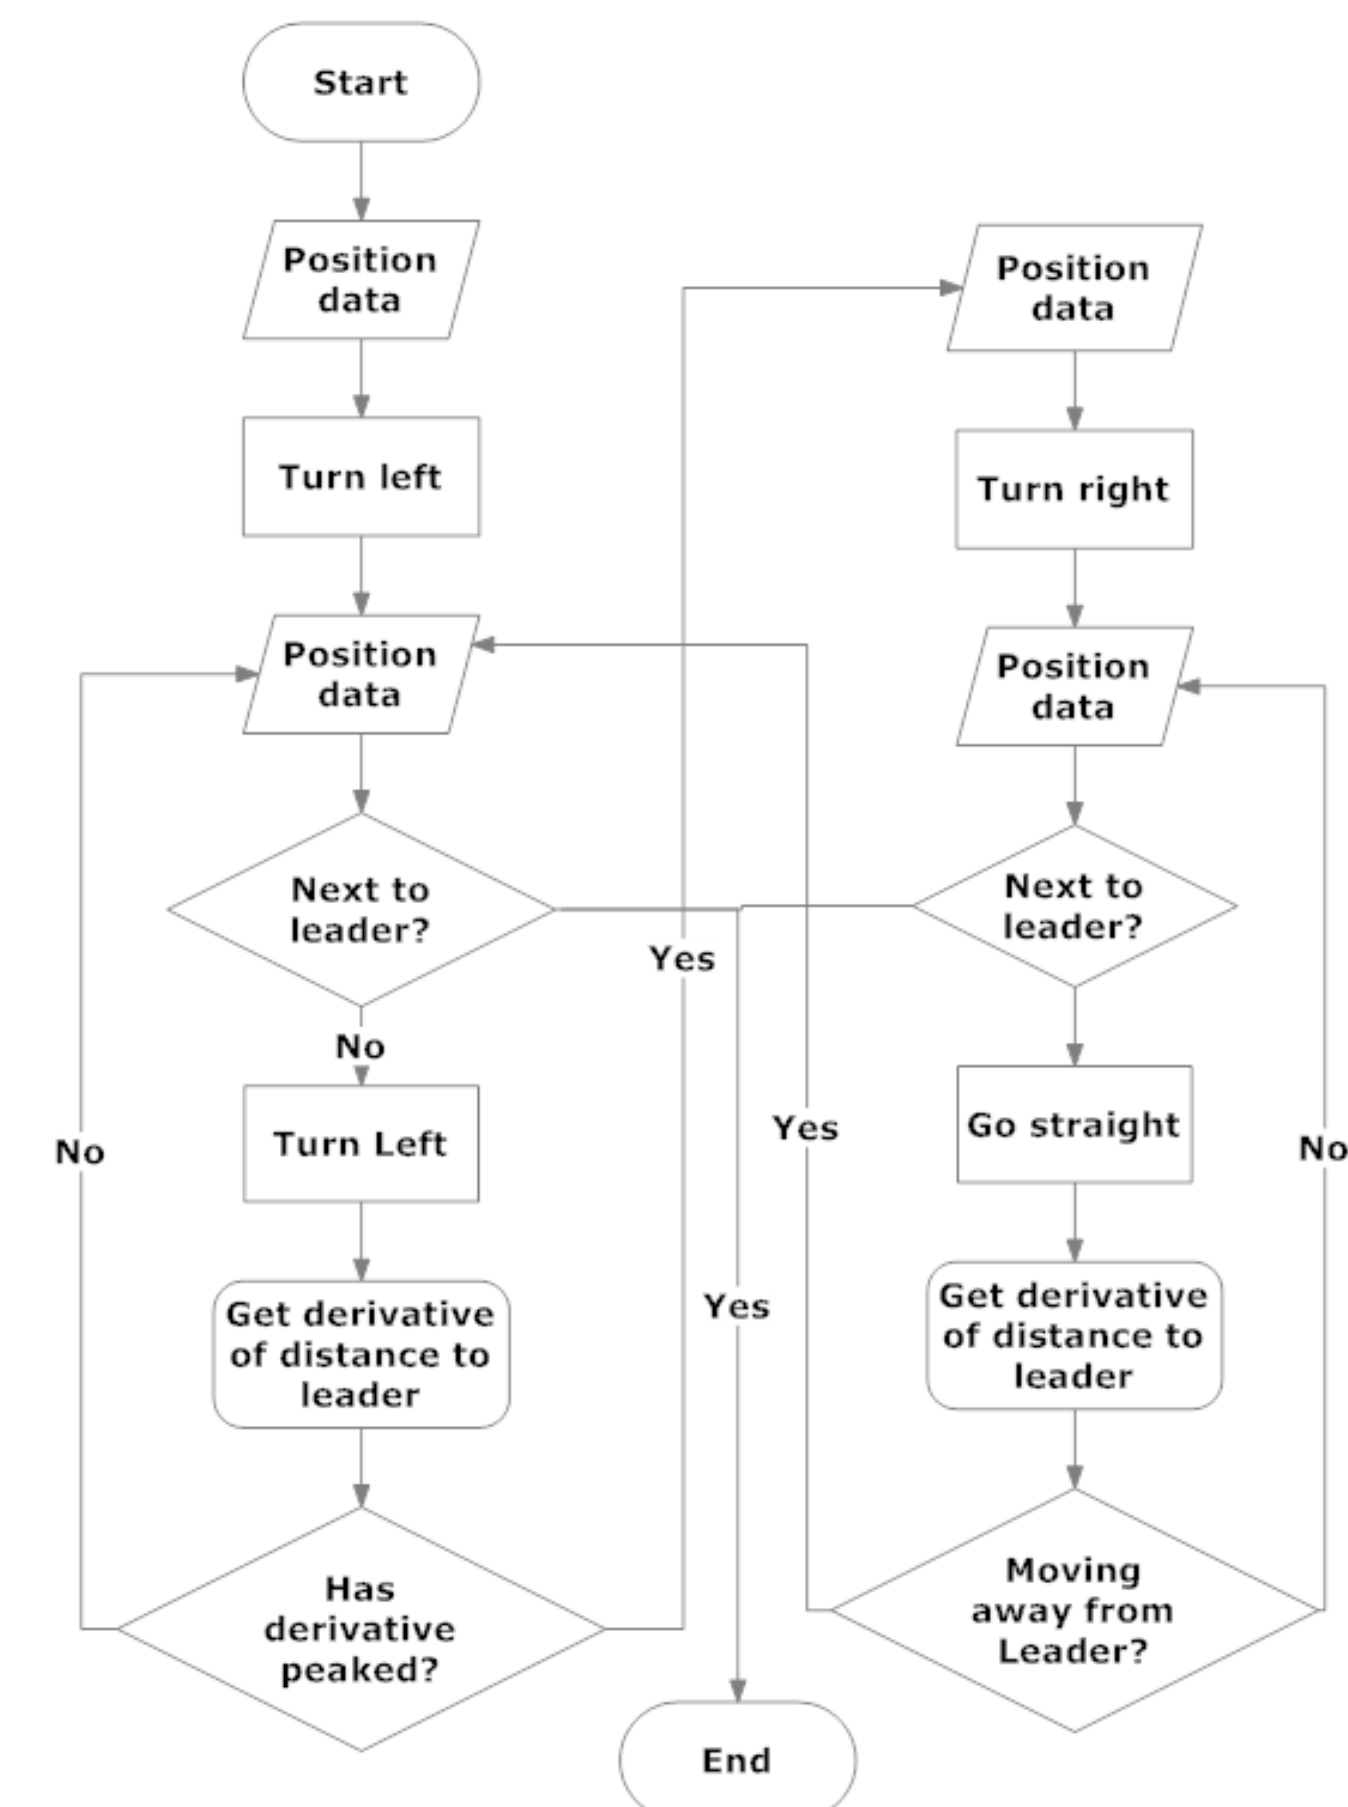 Start
Position
data
Turn left
Position
data
Next to
leader?
No
Turn Left
Get derivative
of distance to
leader
Has
derivative
peaked?
No
Yes
Position
data
Turn right
Position
data
Next to
leader?
Go straight
Get derivative
of distance to
leader
Moving
away from
Leader?
Yes
No
Yes
End